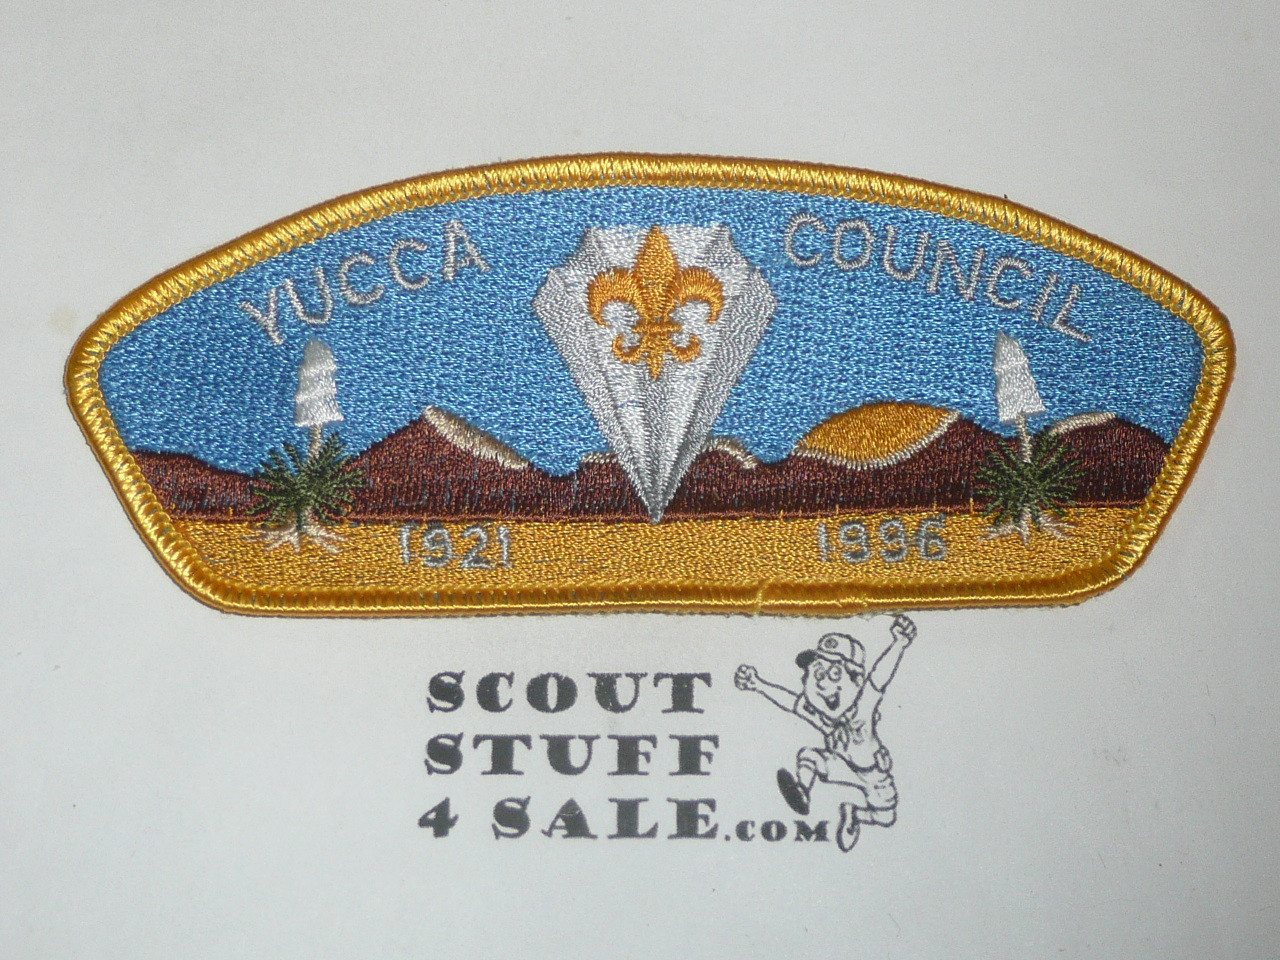 YUCCA COUNCIL
1921 1996
SCOUT
STUFF
4 SALE.COM